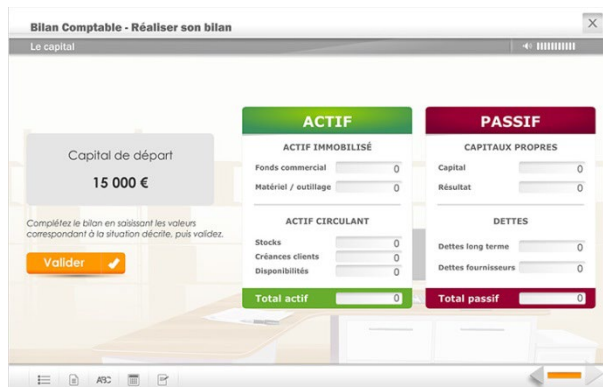 Bilan Comptable - Réaliser son bilan
X
Le capital
Capital de départ
15 000 €
Complétez le bilan en saisissant les valeurs
correspondant à la situation décrite, puis validez.
Valider
ACTIF
ACTIF IMMOBILISÉ
Fonds commercial 0
Matériel / outillage 0
ACTIF CIRCULANT
Stocks 0
Créances clients 0
Disponibilités 0
Total actif 0
PASSIF
CAPITAUX PROPRES
Capital 0
Résultat 0
DETTES
Dettes long terme 0
Dettes fournisseurs 0
Total passif 0
ABC